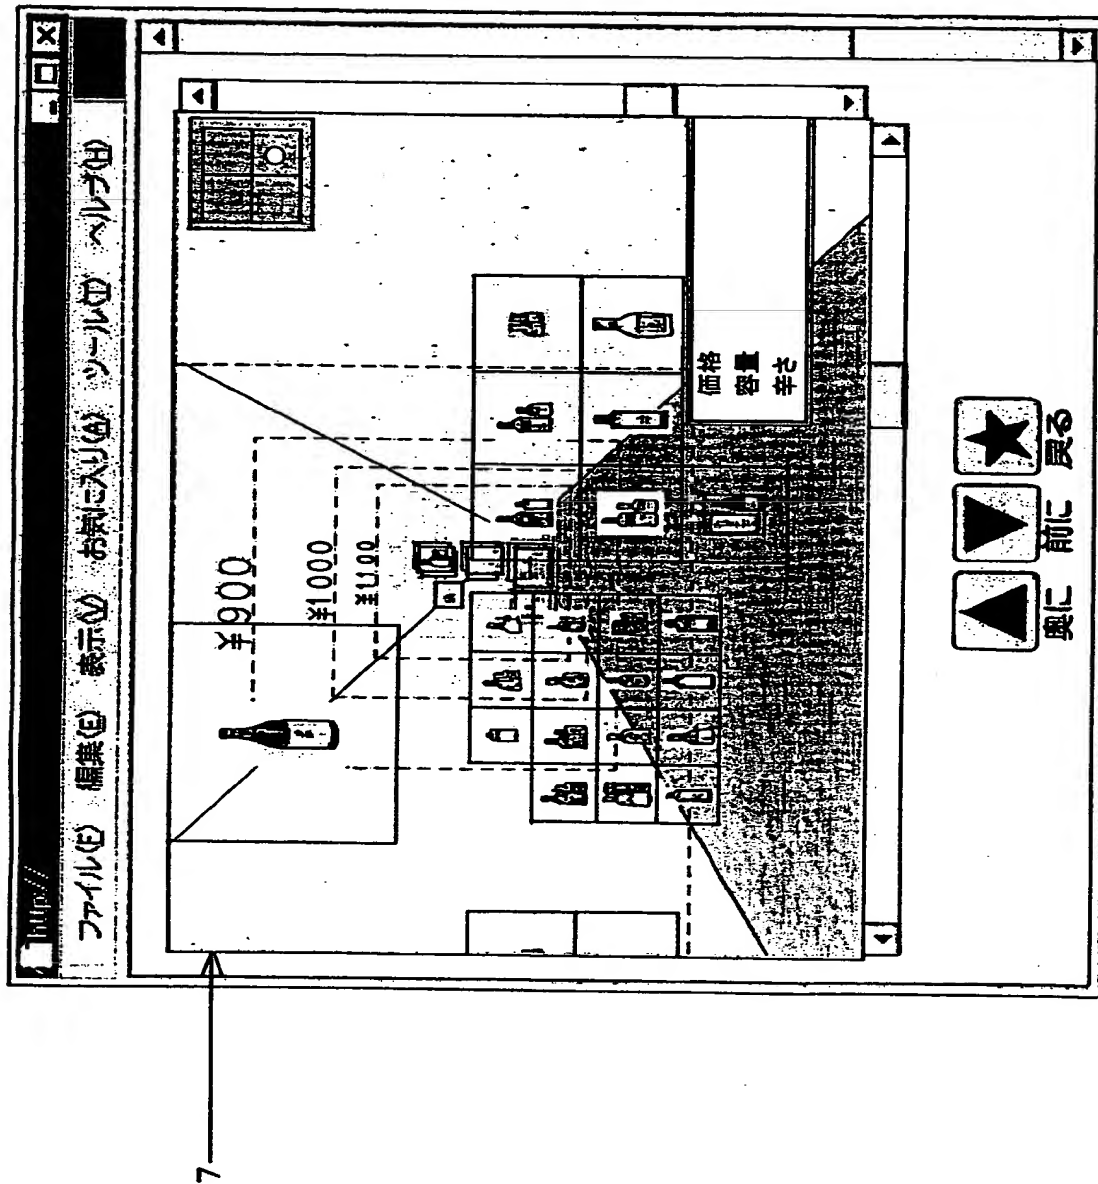 http://
ファイル(F) 編集(E) 表示(V) お気に入り(A) ツール(T) ヘルプ(H)
¥900
¥1000
¥1100
価格
容量
辛さ
奥に 前に 戻る
7